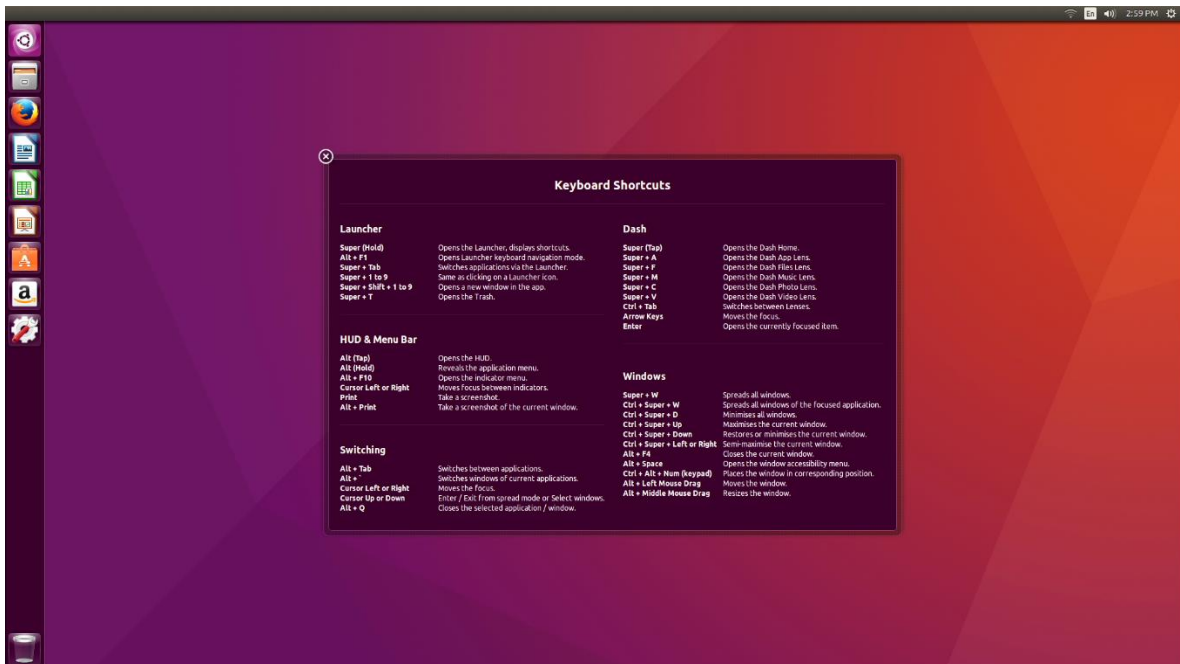 En 2:59 PM
Keyboard Shortcuts
Launcher
Super (Hold) Opens the Launcher, displays shortcuts.
Alt + F1 Opens Launcher keyboard navigation mode.
Super + Tab Switches applications via the Launcher.
Super + 1 to 9 Same as clicking on a Launcher icon.
Super + Shift + 1 to 9 Opens a new window in the app.
Super + T Opens the Trash.
HUD & Menu Bar
Alt (Tap) Opens the HUD.
Alt (Hold) Reveals the application menu.
Alt + F10 Opens the indicator menu.
Cursor Left or Right Moves focus between indicators.
Print Take a screenshot.
Alt + Print Take a screenshot of the current window.
Switching
Alt + Tab Switches between applications.
Alt + ` Switches windows of current applications.
Cursor Left or Right Moves the focus.
Cursor Up or Down Enter / Exit from spread mode or Select windows.
Alt + Q Closes the selected application / window.
Dash
Super (Tap) Opens the Dash Home.
Super + A Opens the Dash App Lens.
Super + F Opens the Dash Files Lens.
Super + M Opens the Dash Music Lens.
Super + C Opens the Dash Photo Lens.
Super + V Opens the Dash Video Lens.
Ctrl + Tab Switches between Lenses.
Arrow Keys Moves the focus.
Enter Opens the currently focused item.
Windows
Super + W Spreads all windows.
Ctrl + Super + W Spreads all windows of the focused application.
Ctrl + Super + D Minimises all windows.
Ctrl + Super + Up Maximises the current window.
Ctrl + Super + Down Restores or minimises the current window.
Ctrl + Super + Left or Right Semi-maximise the current window.
Alt + F4 Closes the current window.
Alt + Space Opens the window accessibility menu.
Ctrl + Alt + Num (keypad) Places the window in corresponding position.
Alt + Left Mouse Drag Moves the window.
Alt + Middle Mouse Drag Resizes the window.
A
a